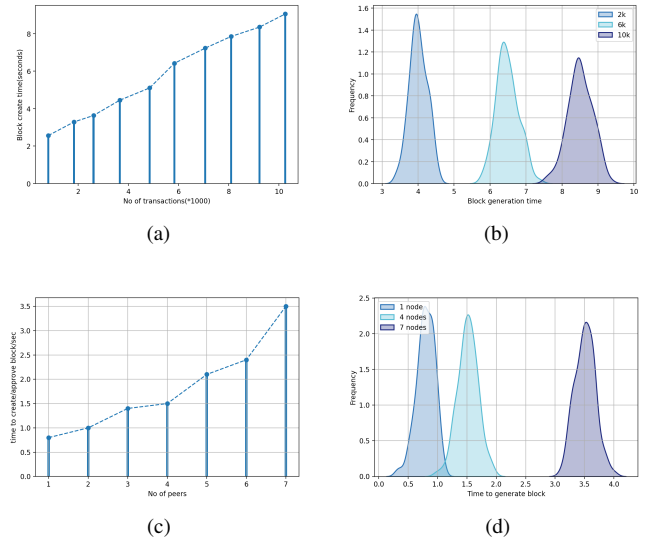 8
6
4
2
0
Block create time(seconds)
2 4 6 8 10
No of transactions(*1000)
(a)
1.6
1.4
1.2
1.0
0.8
0.6
0.4
0.2
0.0
Frequency
2k
6k
10k
3 4 5 6 7 8 9 10
Block generation time
(b)
3.5
3.0
2.5
2.0
1.5
1.0
0.5
0.0
time to create/approve block/sec
1 2 3 4 5 6 7
No of peers
(c)
2.5
2.0
1.5
1.0
0.5
0.0
Frequency
1 node
4 nodes
7 nodes
0.0 0.5 1.0 1.5 2.0 2.5 3.0 3.5 4.0
Time to generate block
(d)